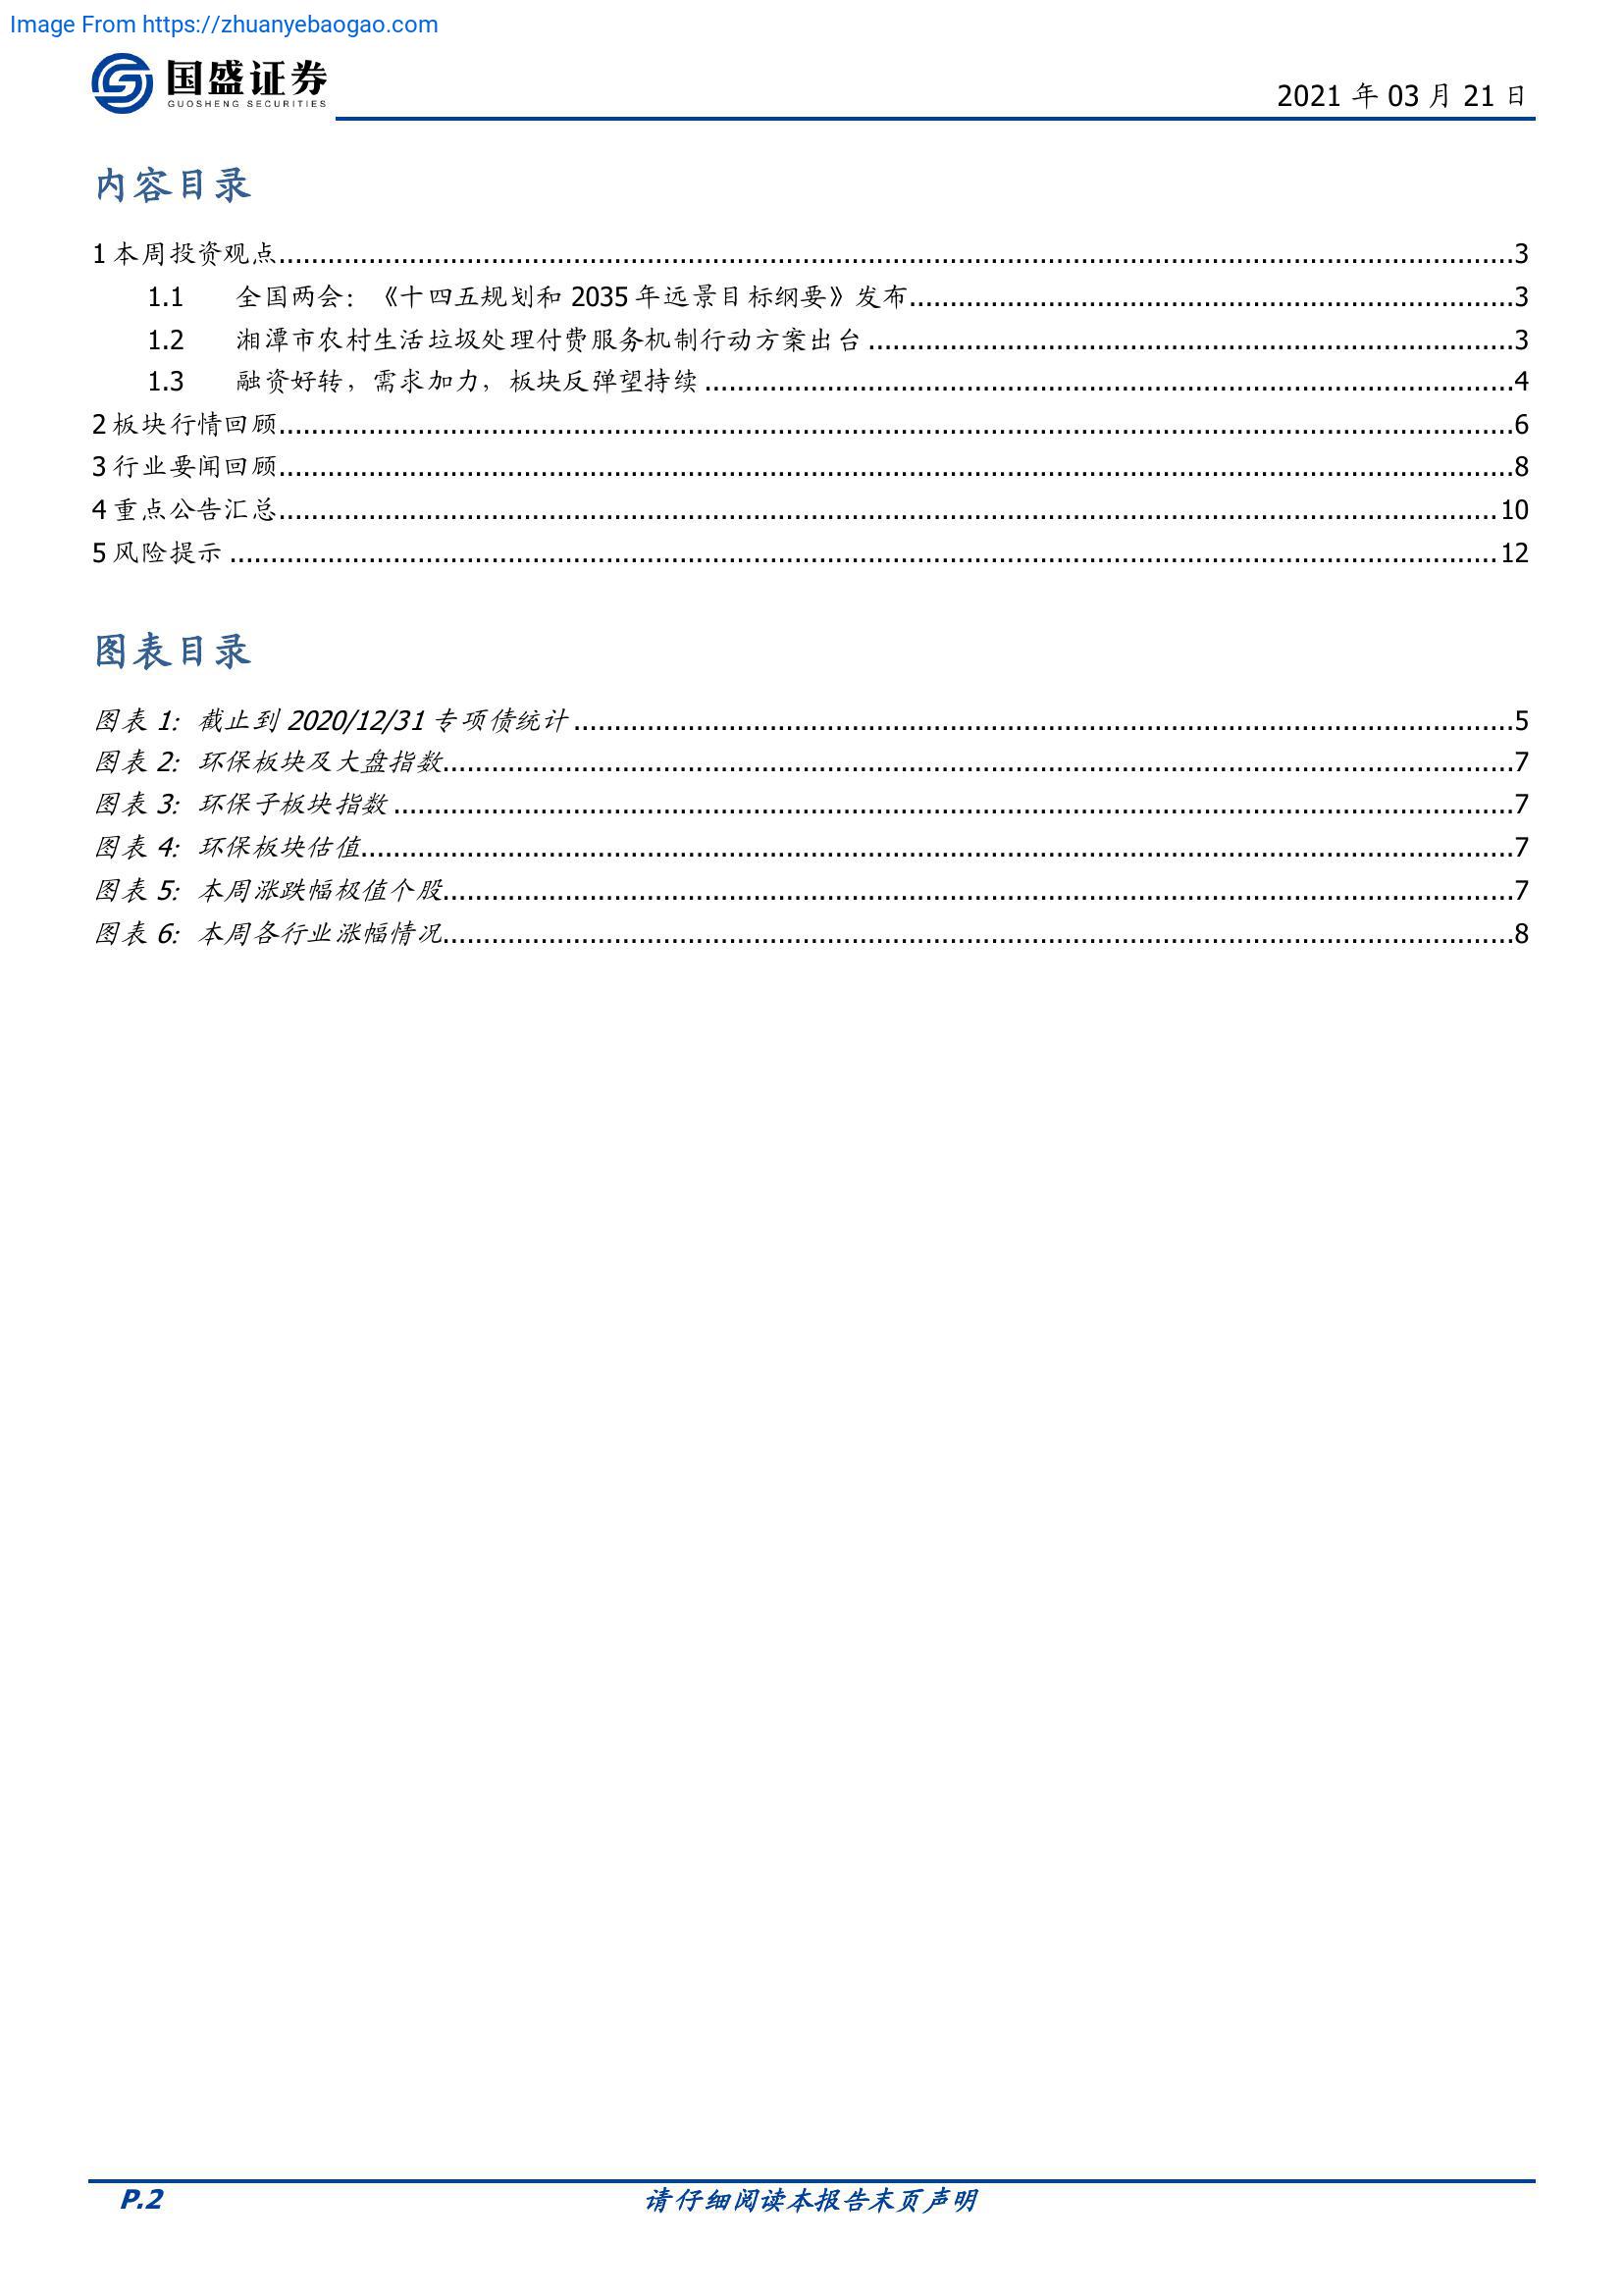 Image From https://zhuanyebaogao.com
国盛证券
GUOSHENG SECURITIES
2021 年 03 月 21 日
内容目录
1 本周投资观点........................................................................3
1.1 全国两会：《十四五规划和 2035 年远景目标纲要》发布........................................................................3
1.2 湘潭市农村生活垃圾处理付费服务机制行动方案出台........................................................................3
1.3 融资好转，需求加力，板块反弹望持续........................................................................4
2 板块行情回顾........................................................................6
3 行业要闻回顾........................................................................8
4 重点公告汇总........................................................................10
5 风险提示........................................................................12
图表目录
图表 1：截止到 2020/12/31 专项债统计........................................................................5
图表 2：环保板块及大盘指数........................................................................7
图表 3：环保子板块指数........................................................................7
图表 4：环保板块估值........................................................................7
图表 5：本周涨跌幅极值个股........................................................................7
图表 6：本周各行业涨幅情况........................................................................8
P.2 请仔细阅读本报告末页声明